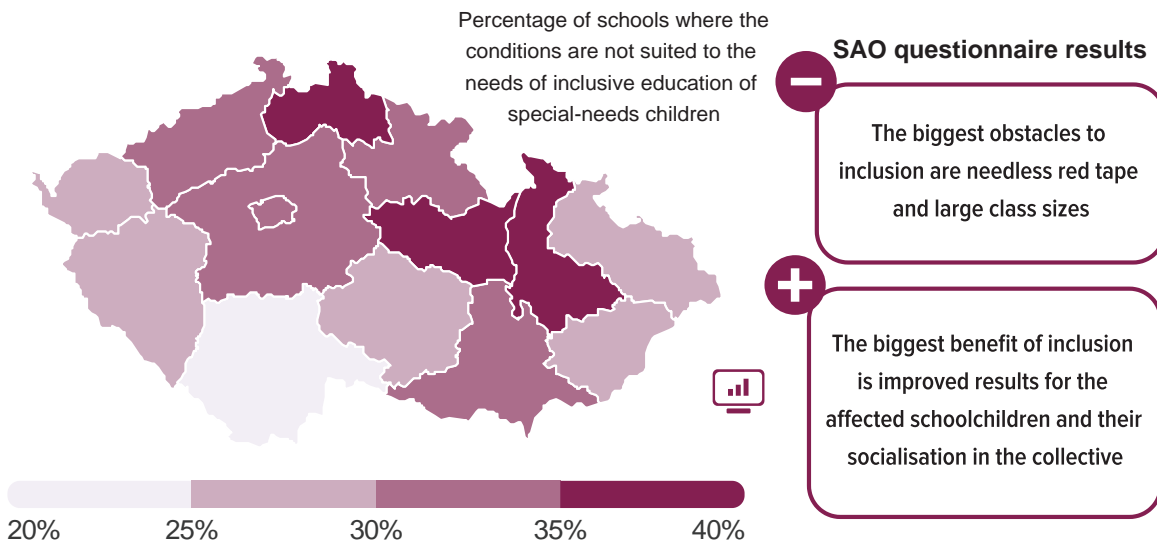 Percentage of schools where the
conditions are not suited to the
needs of inclusive education of
special-needs children
SAO questionnaire results
The biggest obstacles to
inclusion are needless red tape
and large class sizes
The biggest benefit of inclusion
is improved results for the
affected schoolchildren and their
socialisation in the collective
20% 25% 30% 35% 40%